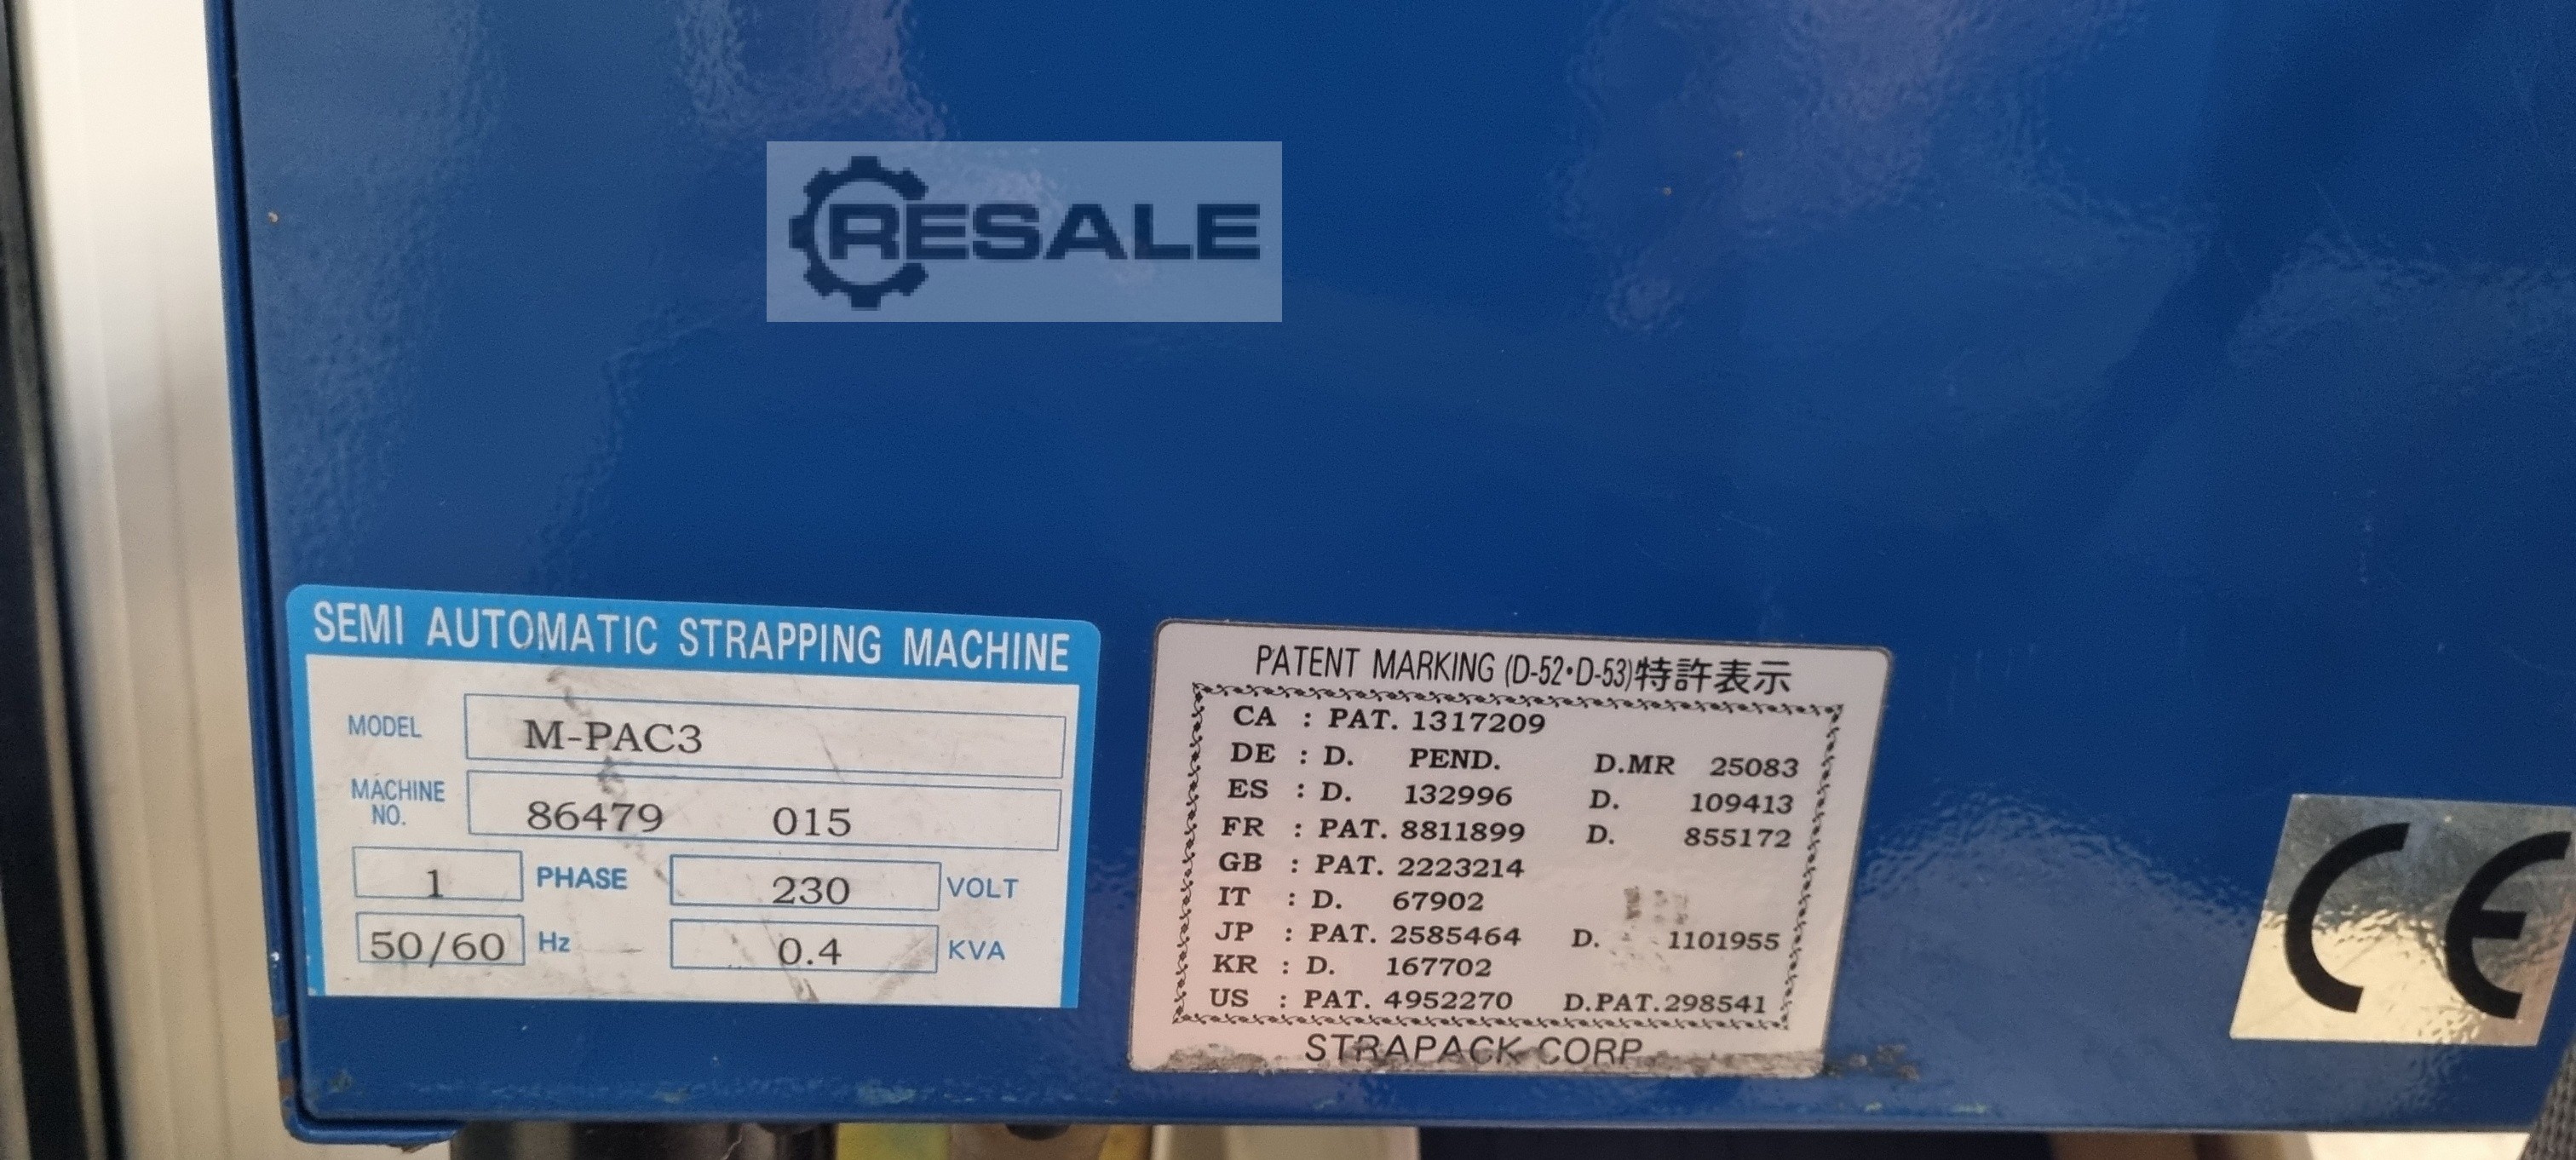 RESALE
SEMI AUTOMATIC STRAPPING MACHINE
MODEL M-PAC3
MACHINE NO. 86479 015
1 PHASE 230 VOLT
50/60 Hz 0.4 KVA
PATENT MARKING (D-52•D-53)特許表示
CA : PAT. 1317209
DE : D. PEND. D.MR 25083
ES : D. 132996 D. 109413
FR : PAT. 8811899 D. 855172
GB : PAT. 2223214
IT : D. 67902
JP : PAT. 2585464 D. 1101955
KR : D. 167702
US : PAT. 4952270 D.PAT.298541
STRAPACK CORP.
CE